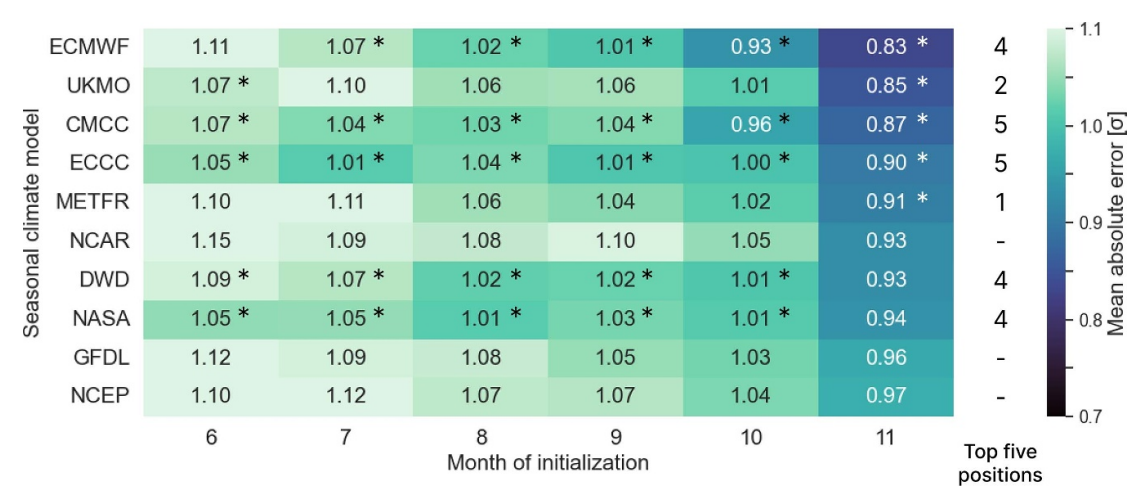 ECMWF 1.11 1.07 * 1.02 * 1.01 * 0.93 * 0.83 * 4
UKMO 1.07 * 1.10 1.06 1.06 1.01 0.85 * 2
CMCC 1.07 * 1.04 * 1.03 * 1.04 * 0.96 * 0.87 * 5
ECCC 1.05 * 1.01 * 1.04 * 1.01 * 1.00 * 0.90 * 5
METFR 1.10 1.11 1.06 1.04 1.02 0.91 * 1
NCAR 1.15 1.09 1.08 1.10 1.05 0.93 -
DWD 1.09 * 1.07 * 1.02 * 1.02 * 1.01 * 0.93 4
NASA 1.05 * 1.05 * 1.01 * 1.03 * 1.01 * 0.94 4
GFDL 1.12 1.09 1.08 1.05 1.03 0.96 -
NCEP 1.10 1.12 1.07 1.07 1.04 0.97 -
6 7 8 9 10 11
Month of initialization
Seasonal climate model
Top five
positions
1.1
1.0
0.9
0.8
0.7
Mean absolute error [σ]